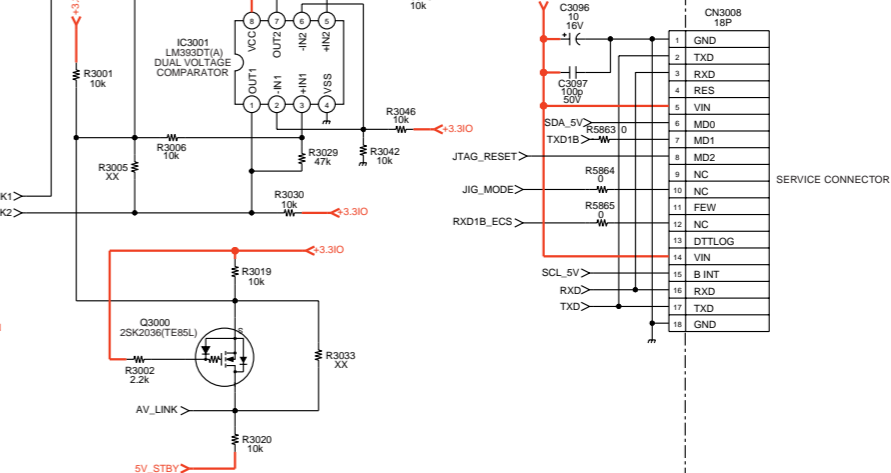 10k
+3.
R3001
10k
IC3001
LM393DT(A)
DUAL VOLTAGE
COMPARATOR
8
7
6
5
VCC
OUT2
-IN2
+IN2
OUT1
-IN1
+IN1
VSS
1
2
3
4
R3046
10k
+3.3IO
R3006
10k
R3005
XX
R3029
47k
R3042
10k
K1
K2
R3030
10k
+3.3IO
+3.3IO
R3019
10k
Q3000
2SK2036(TE85L)
S
R3002
2.2k
R3033
XX
AV_LINK
R3020
10k
5V_STBY
C3096
10
16V
+
C3097
100p
50V
CN3008
18P
1 GND
2 TXD
3 RXD
4 RES
5 VIN
6 MD0
7 MD1
8 MD2
9 NC
10 NC
11 FEW
12 NC
13 DTTLOG
14 VIN
15 B INT
16 RXD
17 TXD
18 GND
SERVICE CONNECTOR
SDA_5V
R5863 0
TXD1B
JTAG_RESET
R5864
0
JIG_MODE
R5865
0
RXD1B_ECS
SCL_5V
RXD
TXD